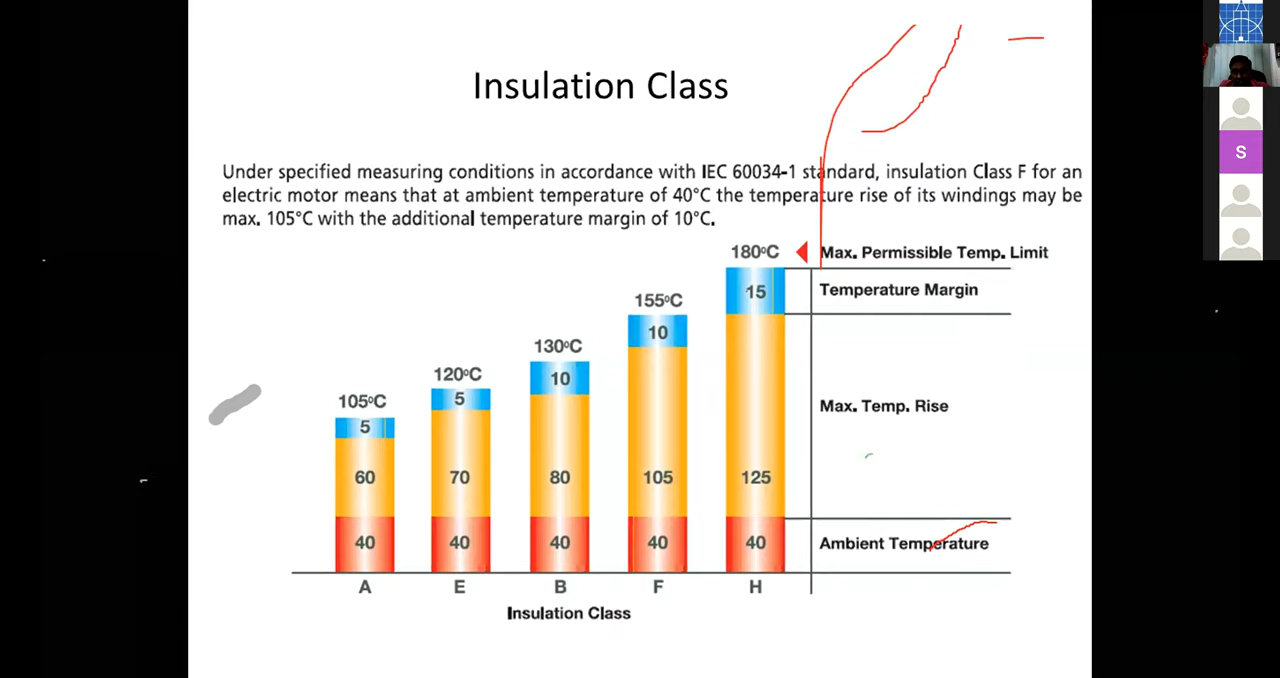 Insulation Class
S
Under specified measuring conditions in accordance with IEC 60034-1 standard, insulation Class F for an
electric motor means that at ambient temperature of 40°C the temperature rise of its windings may be
max. 105°C with the additional temperature margin of 10°C.
180°C Max. Permissible Temp. Limit
15 Temperature Margin
155°C
10
130°C
10
120°C
5
105°C
5
Max. Temp. Rise
60 70 80 105 125
40 40 40 40 40 Ambient Temperature
A E B F H
Insulation Class